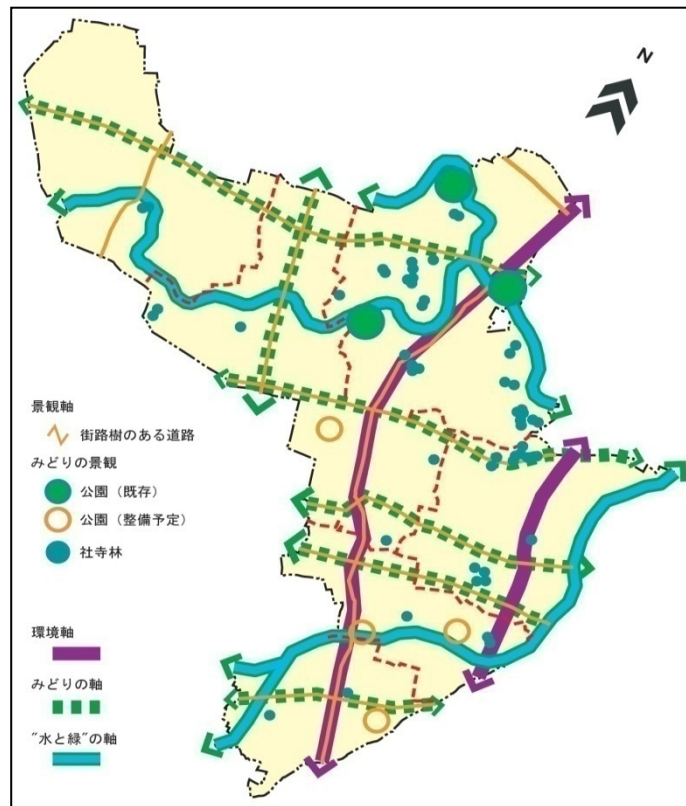 N
景観軸
街路樹のある道路
みどりの景観
公園（既存）
公園（整備予定）
社寺林
環境軸
みどりの軸
"水と緑"の軸